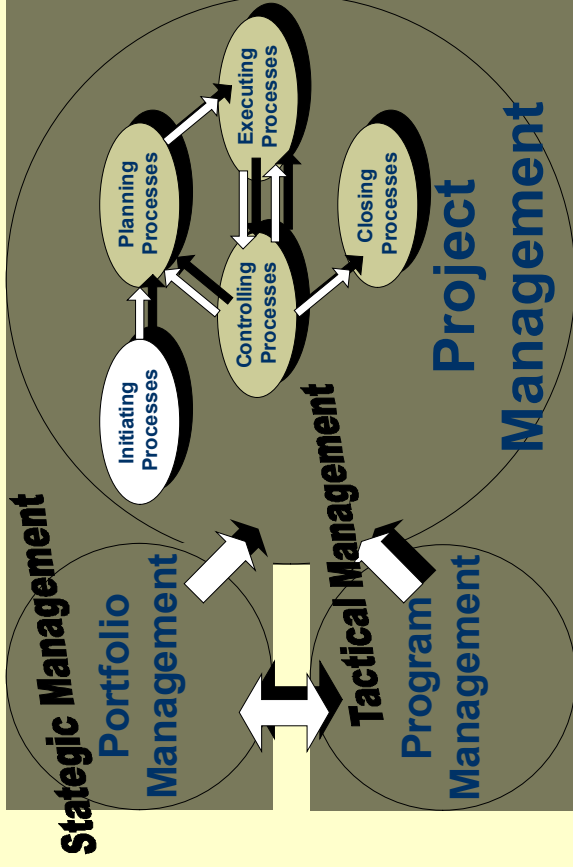 Stategic Management
Portfolio
Management
Tactical Management
Program
Management
Initiating
Processes
Planning
Processes
Controlling
Processes
Executing
Processes
Closing
Processes
Project
Management